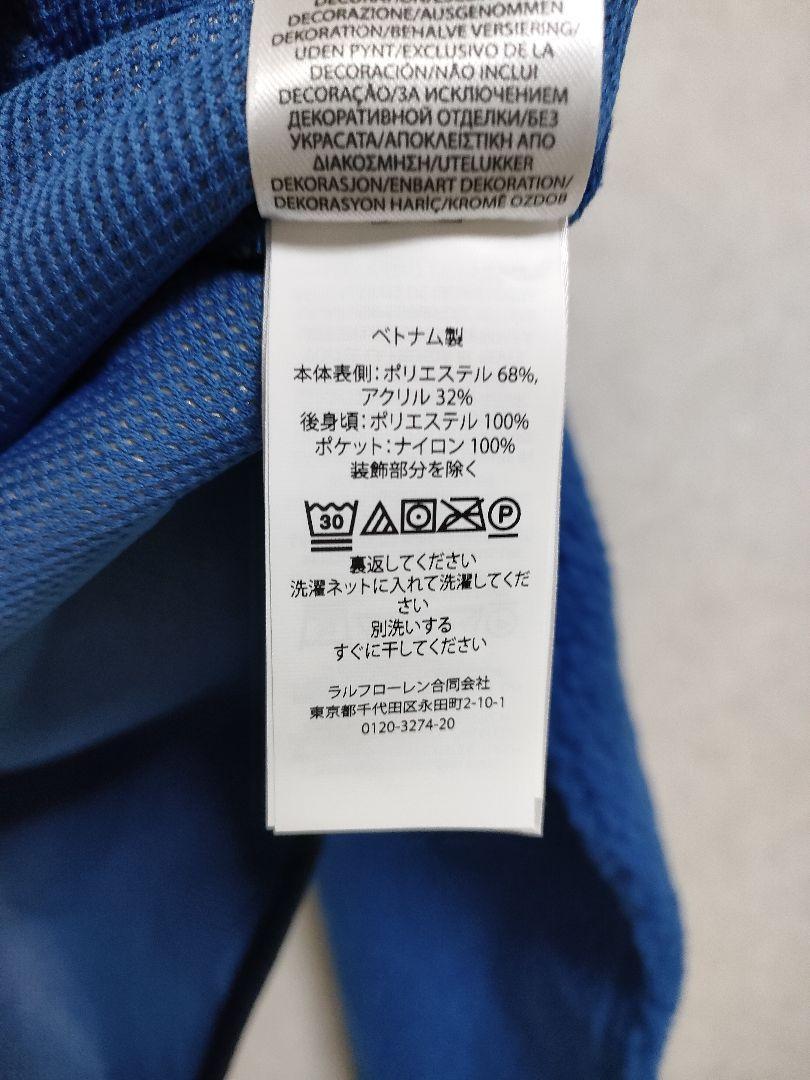 DECORAZIONE/AUSGENOMMEN
DEKORATION/BEHALVE VERSIERING/
UDEN PYNT/EXCLUSIVO DE LA
DECORACIÓN/NÃO INCLUI
DECORAÇÃO/ЗА ИСКЛЮЧЕНИЕМ
ДЕКОРАТИВНОЙ ОТДЕЛКИ/БЕЗ
УКРАСАТА/ΑΠΟΚΛΕΙΣΤΙΚΗ ΑΠΟ
ΔΙΑΚΟΣΜΗΣΗ/UTELUKKER
DEKORASJON/ENBART DEKORATION/
DEKORASYON HARİÇ/KROMĚ OZDOB
ベトナム製
本体表側:ポリエステル 68%,
アクリル 32%
後身頃:ポリエステル 100%
ポケット:ナイロン 100%
装飾部分を除く
30 P
裏返してください
洗濯ネットに入れて洗濯してくだ
さい
別洗いする
すぐに干してください
ラルフローレン合同会社
東京都千代田区永田町2-10-1
0120-3274-20